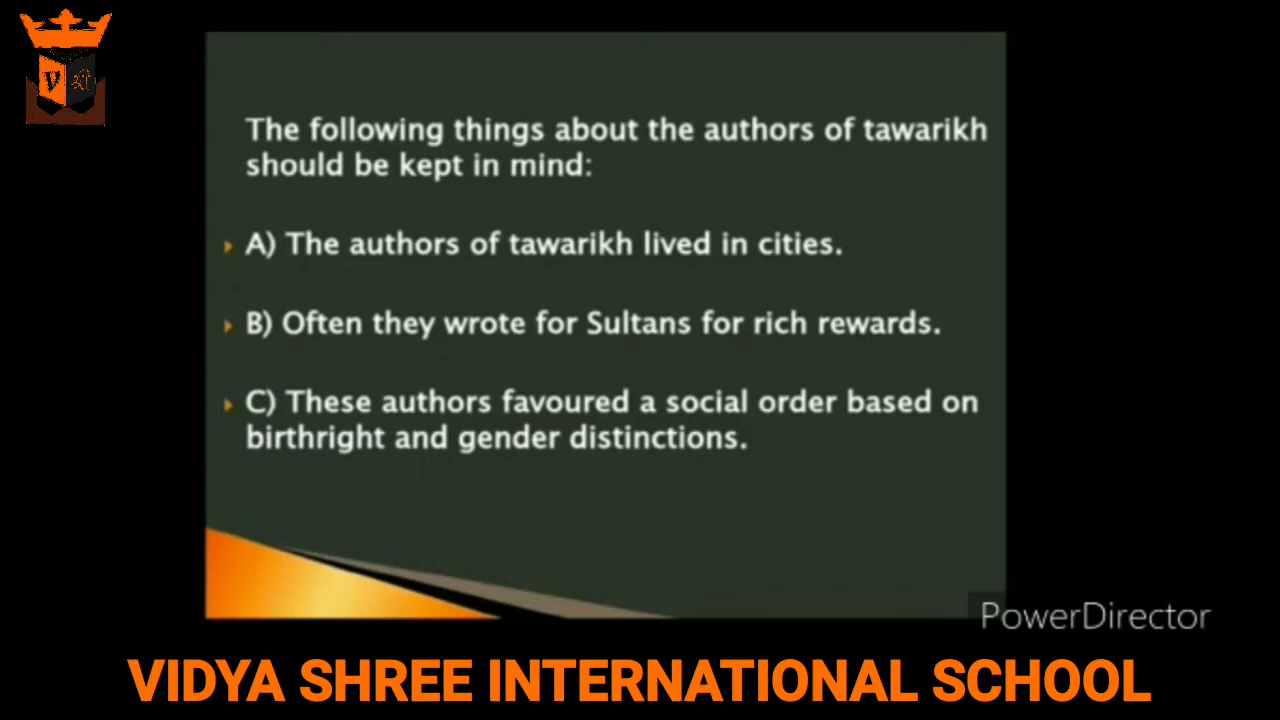 The following things about the authors of tawarikh
should be kept in mind:
A) The authors of tawarikh lived in cities.
B) Often they wrote for Sultans for rich rewards.
C) These authors favoured a social order based on
birthright and gender distinctions.
PowerDirector
VIDYA SHREE INTERNATIONAL SCHOOL